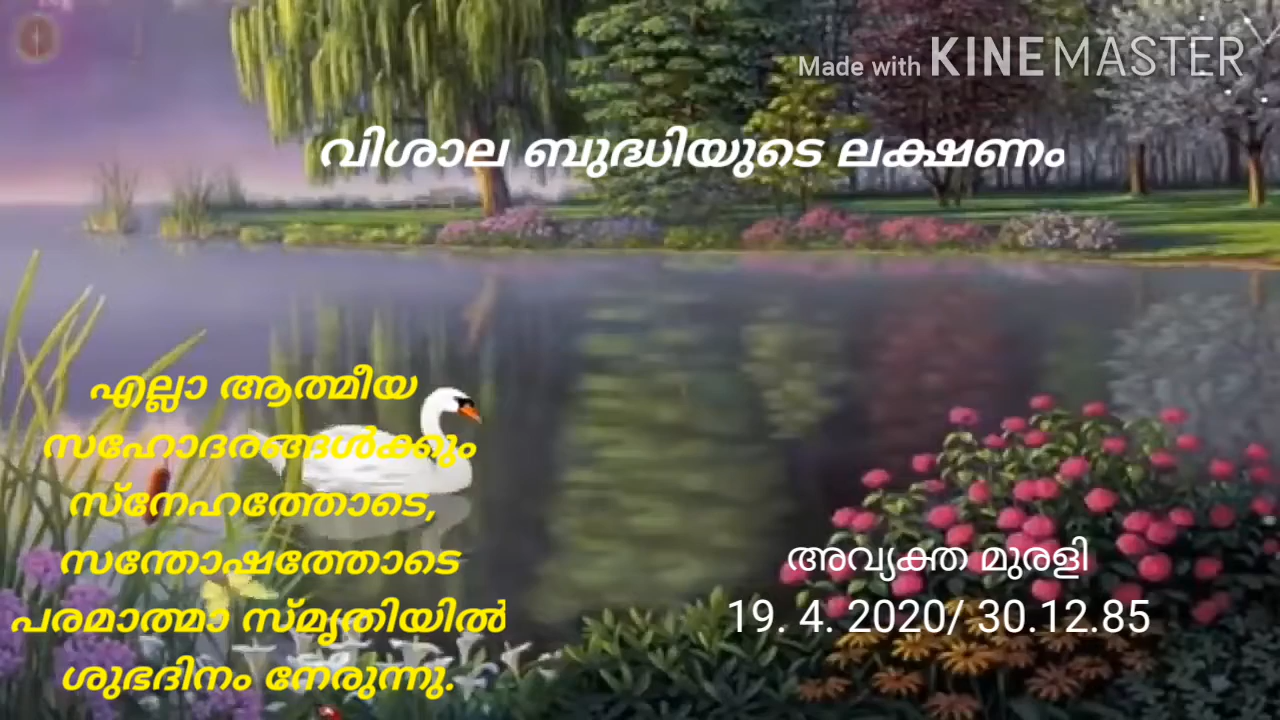 Made with KINEMASTER
വിശാല ബുദ്ധിയുടെ ലക്ഷണം
എല്ലാ ആത്മീയ
സഹോദരങ്ങൾക്കും
സ്നേഹത്തോടെ,
സന്തോഷത്തോടെ
പരമാത്മാ സ്മൃതിയിൽ
ശുഭദിനം നേരുന്നു.
അവ്യക്ത മുരളി
19. 4. 2020/ 30.12.85